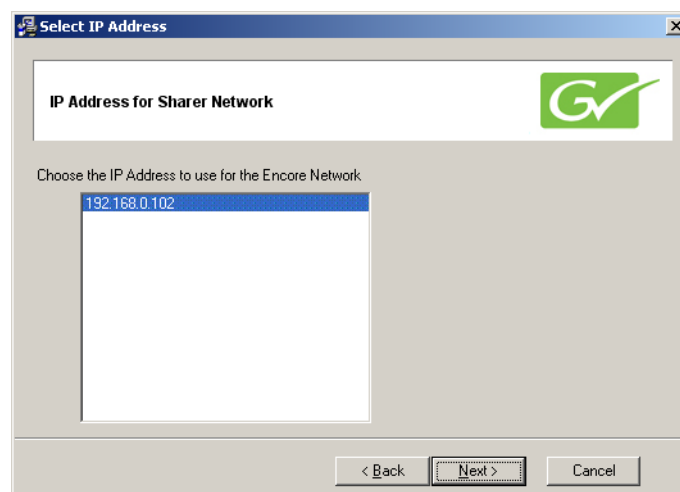 Select IP Address
IP Address for Sharer Network
GV
Choose the IP Address to use for the Encore Network
192.168.0.102
< Back
Next >
Cancel